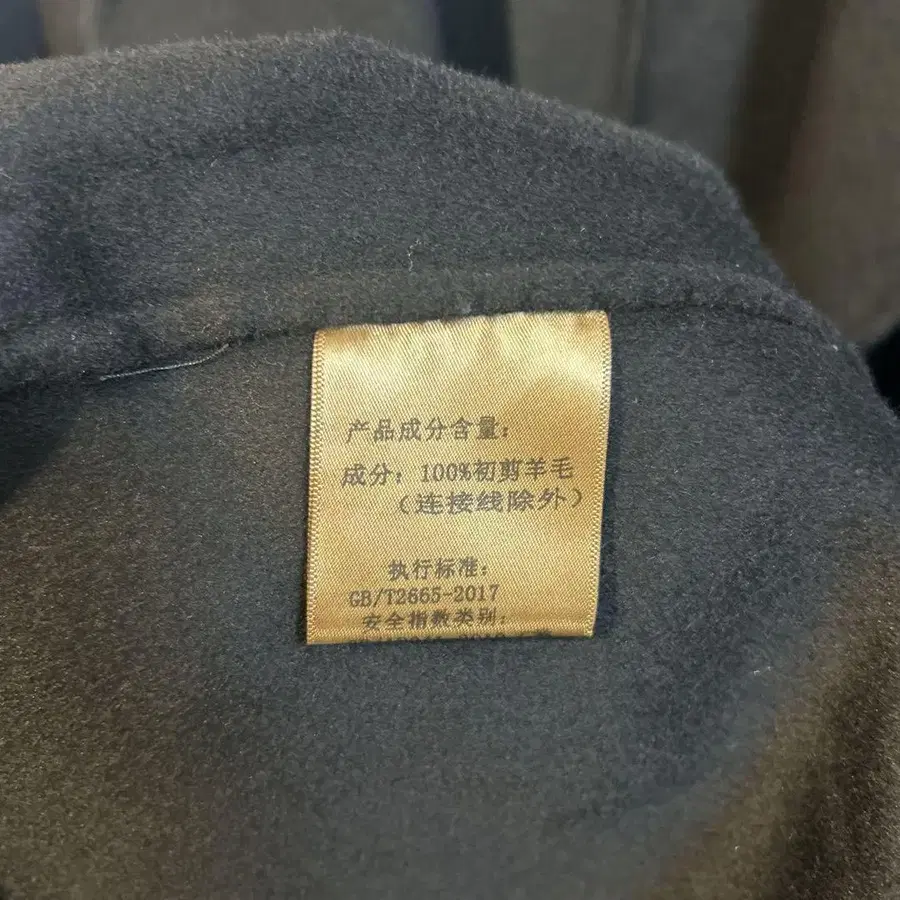 产品成分含量：
成分：100%初剪羊毛
（连接线除外）
执行标准：
GB/T2665-2017
安全指数类别：